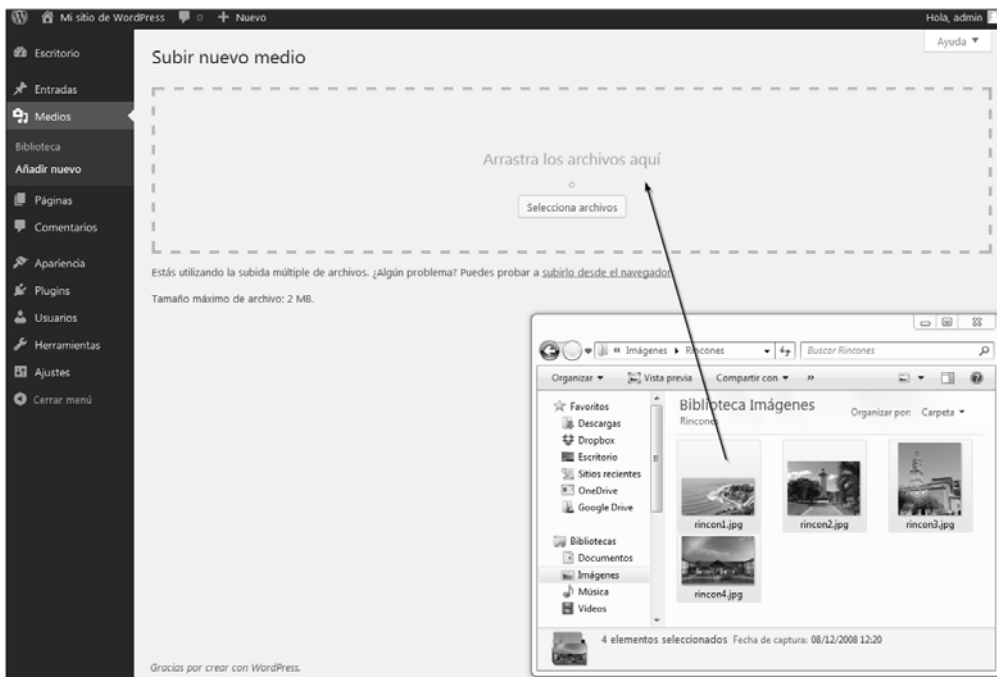 Mi sitio de WordPress 0 + Nuevo Hola, admin
Ayuda
Escritorio
Entradas
Medios
Biblioteca
Añadir nuevo
Páginas
Comentarios
Apariencia
Plugins
Usuarios
Herramientas
Ajustes
Cerrar menú
Subir nuevo medio
Arrastra los archivos aquí
o
Selecciona archivos
Estás utilizando la subida múltiple de archivos. ¿Algún problema? Puedes probar a subirlo desde el navegador
Tamaño máximo de archivo: 2 MB.
Gracias por crear con WordPress.
« Imágenes Rincones Buscar Rincones
Organizar Vista previa Compartir con »
Favoritos
Descargas
Dropbox
Escritorio
Sitios recientes
OneDrive
Google Drive
Bibliotecas
Documentos
Imágenes
Música
Vídeos
Biblioteca Imágenes
Rincones
Organizar por: Carpeta
rincon1.jpg rincon2.jpg rincon3.jpg
rincon4.jpg
4 elementos seleccionados Fecha de captura: 08/12/2008 12:20